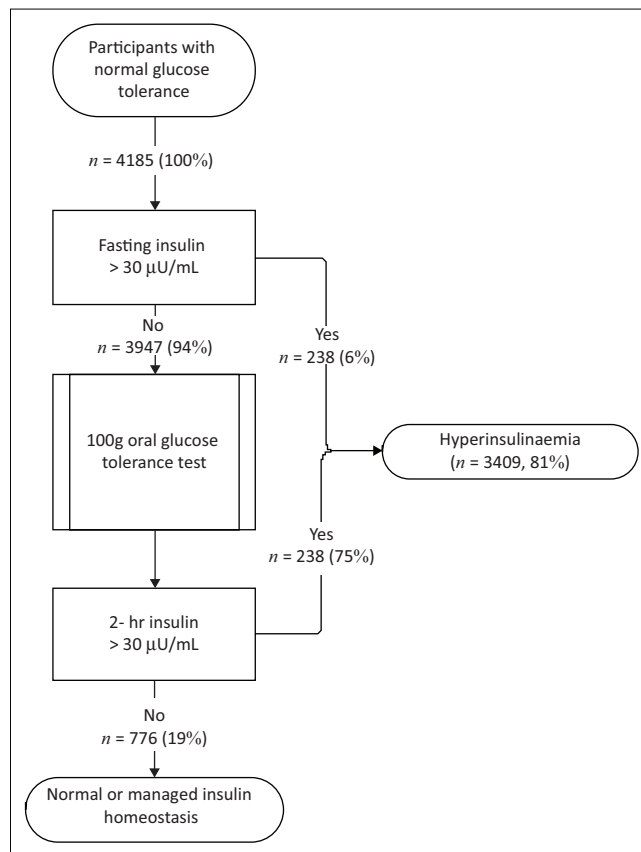 Participants with
normal glucose
tolerance
n = 4185 (100%)
Fasting insulin
> 30 µU/mL
No
n = 3947 (94%)
Yes
n = 238 (6%)
100g oral glucose
tolerance test
Hyperinsulinaemia
(n = 3409, 81%)
Yes
n = 238 (75%)
2- hr insulin
> 30 µU/mL
No
n = 776 (19%)
Normal or managed insulin
homeostasis